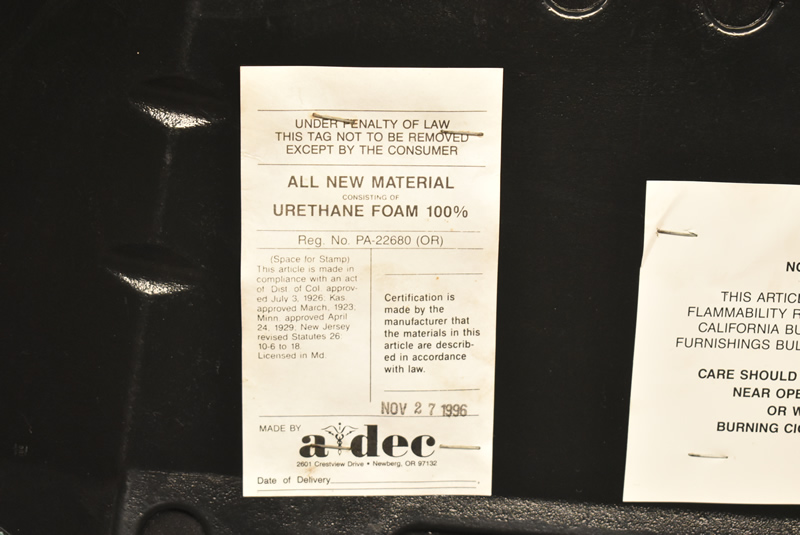 UNDER PENALTY OF LAW
THIS TAG NOT TO BE REMOVED
EXCEPT BY THE CONSUMER
ALL NEW MATERIAL
CONSISTING OF
URETHANE FOAM 100%
Reg. No. PA-22680 (OR)
(Space for Stamp)
This article is made in
compliance with an act
of Dist. of Col. approv-
ed July 3, 1926, Kas.
approved March, 1923,
Minn. approved April
24, 1929, New Jersey
revised Statutes 26
10-6 to 18.
Licensed in Md.
Certification is
made by the
manufacturer that
the materials in this
article are describ-
ed in accordance
with law.
NOV 27 1996
MADE BY
a dec
2601 Crestview Drive • Newberg, OR 97132
Date of Delivery
THIS ARTIC
FLAMMABILITY R
CALIFORNIA BU
FURNISHINGS BUL
CARE SHOULD
NEAR OPE
OR W
BURNING CIG